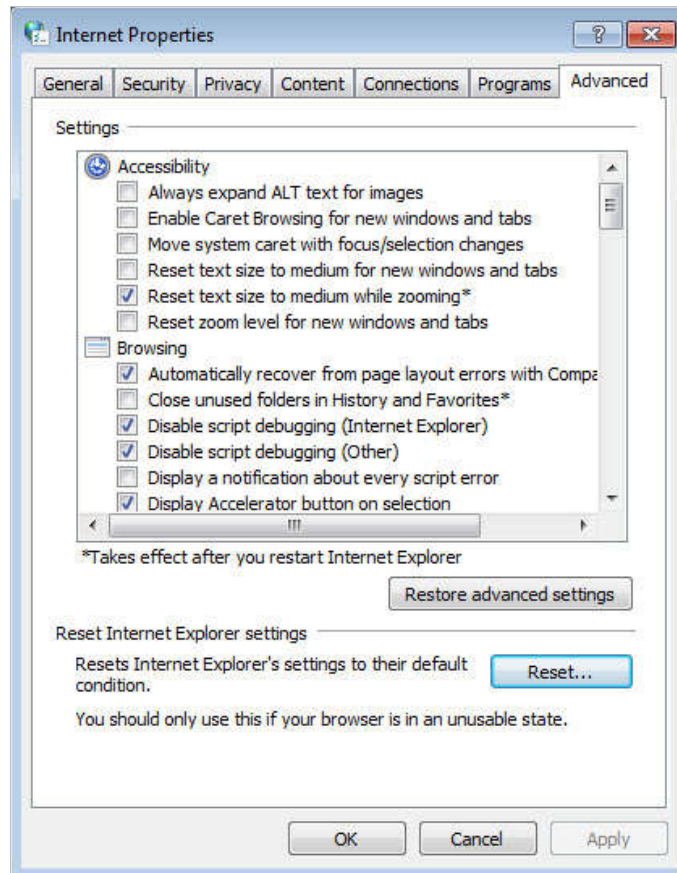 Internet Properties
General Security Privacy Content Connections Programs Advanced
Settings
Accessibility
Always expand ALT text for images
Enable Caret Browsing for new windows and tabs
Move system caret with focus/selection changes
Reset text size to medium for new windows and tabs
Reset text size to medium while zooming*
Reset zoom level for new windows and tabs
Browsing
Automatically recover from page layout errors with Compa
Close unused folders in History and Favorites*
Disable script debugging (Internet Explorer)
Disable script debugging (Other)
Display a notification about every script error
Display Accelerator button on selection
*Takes effect after you restart Internet Explorer
Restore advanced settings
Reset Internet Explorer settings
Resets Internet Explorer's settings to their default
condition.
Reset...
You should only use this if your browser is in an unusable state.
OK Cancel Apply